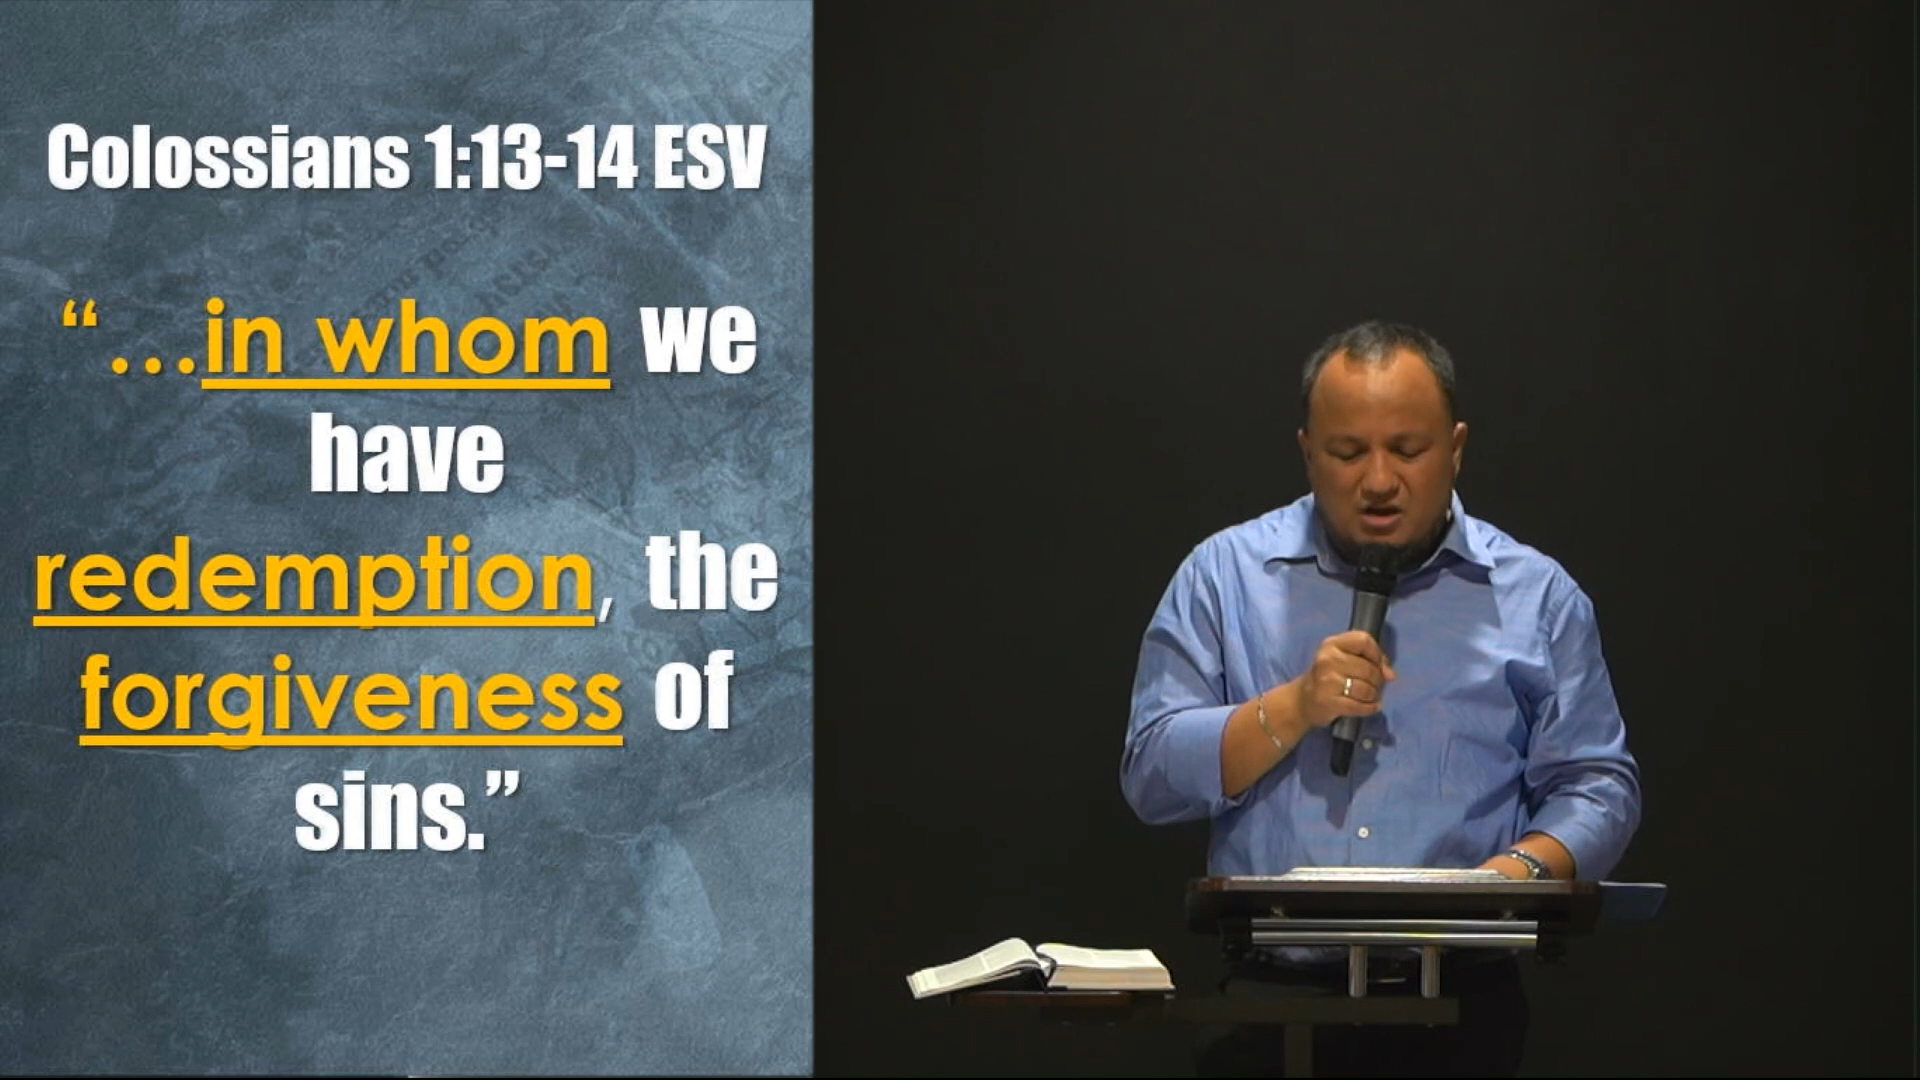 Colossians 1:13-14 ESV
“…in whom we
have
redemption, the
forgiveness of
sins.”